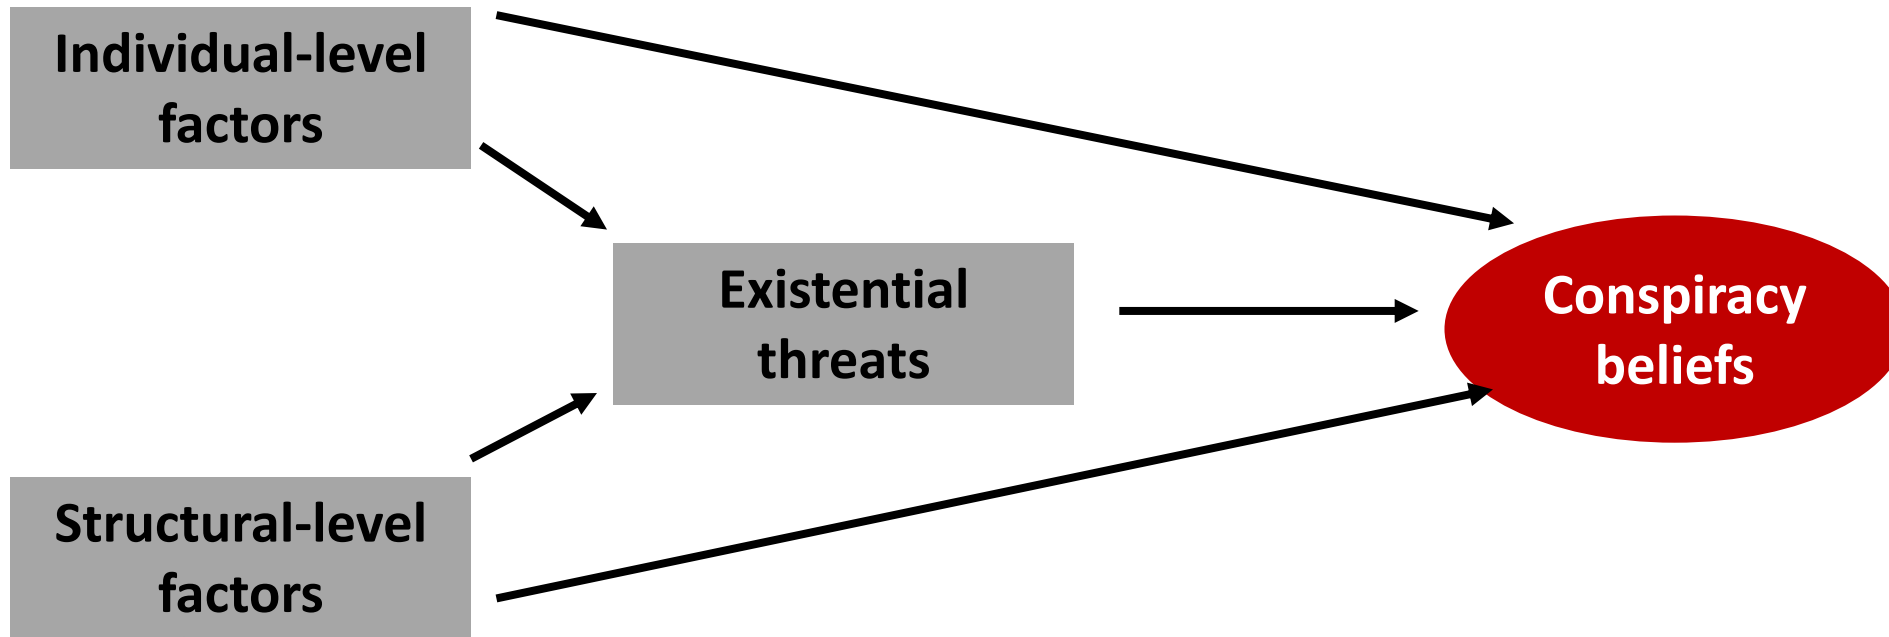 Individual-level
factors
Existential
threats
Conspiracy
beliefs
Structural-level
factors